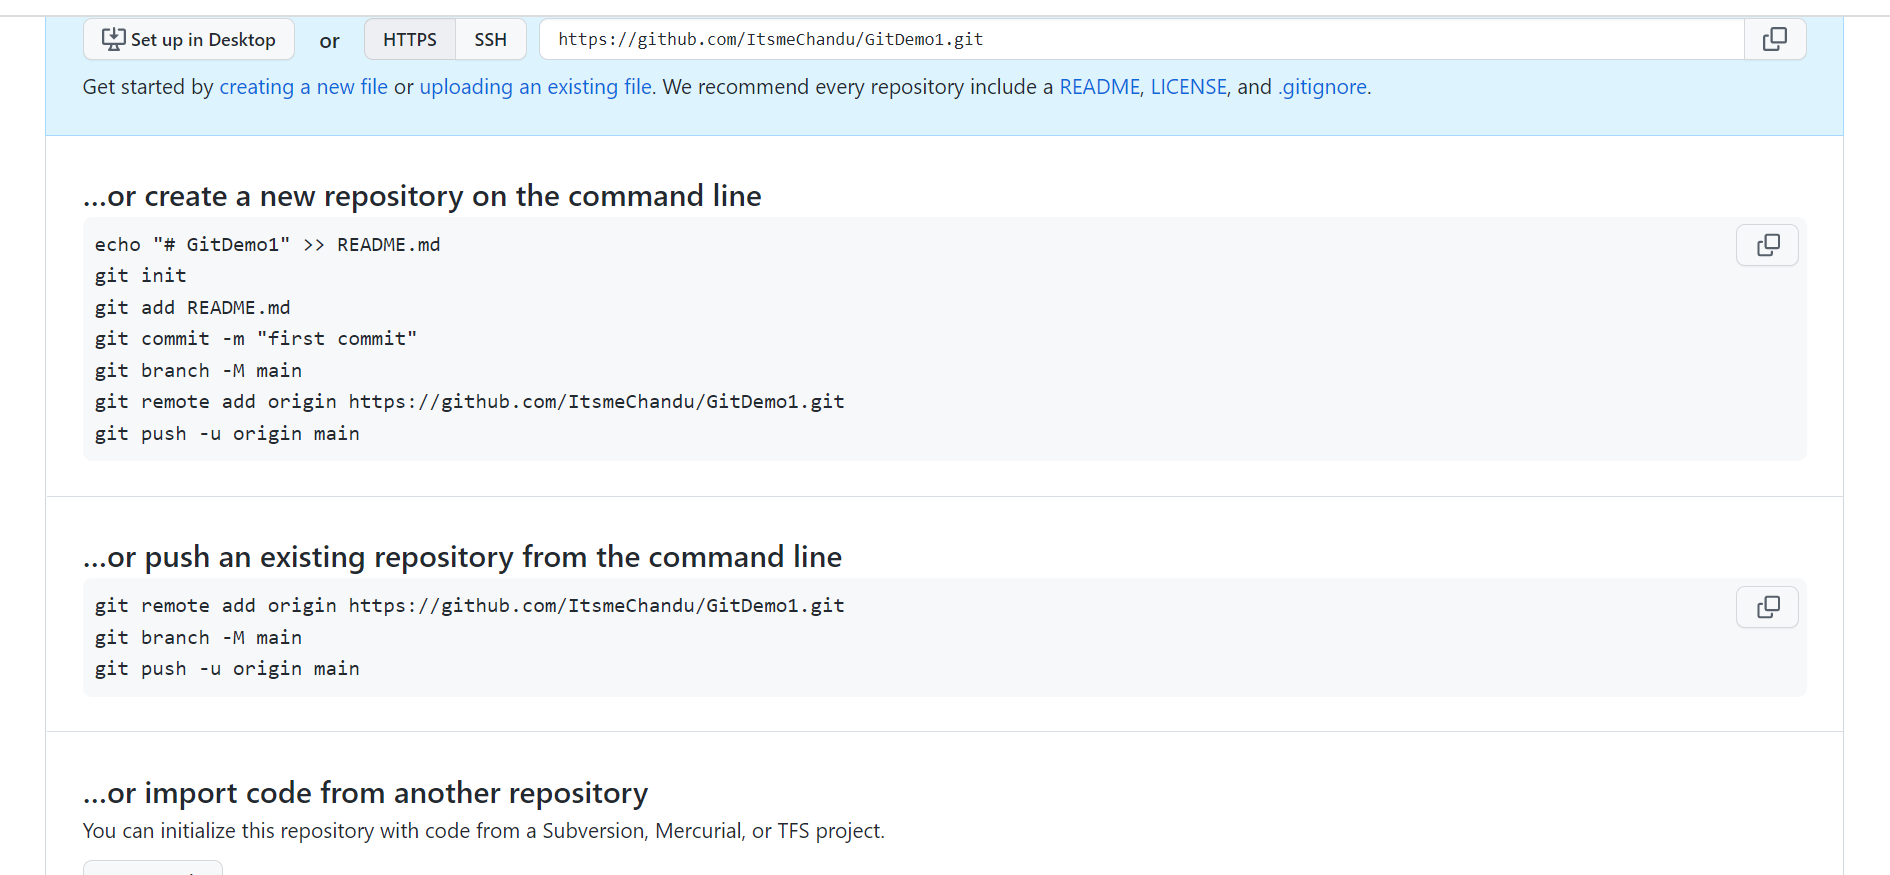 Set up in Desktop or HTTPS SSH https://github.com/ItsmeChandu/GitDemo1.git
Get started by creating a new file or uploading an existing file. We recommend every repository include a README, LICENSE, and .gitignore.
…or create a new repository on the command line
echo "# GitDemo1" >> README.md
git init
git add README.md
git commit -m "first commit"
git branch -M main
git remote add origin https://github.com/ItsmeChandu/GitDemo1.git
git push -u origin main
…or push an existing repository from the command line
git remote add origin https://github.com/ItsmeChandu/GitDemo1.git
git branch -M main
git push -u origin main
…or import code from another repository
You can initialize this repository with code from a Subversion, Mercurial, or TFS project.